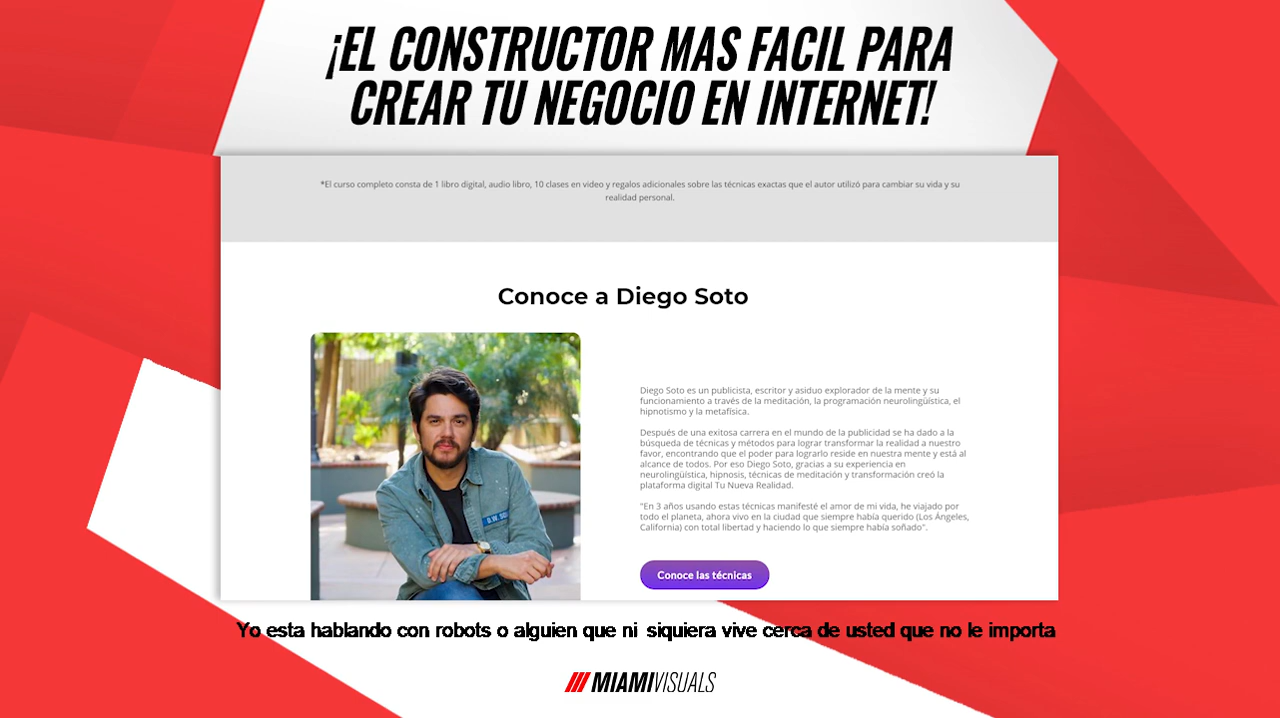 ¡EL CONSTRUCTOR MAS FACIL PARA
CREAR TU NEGOCIO EN INTERNET!
*El curso completo consta de 1 libro digital, audio libro, 10 clases en video y regalos adicionales sobre las técnicas exactas que el autor utilizó para cambiar su vida y su
realidad personal.
Conoce a Diego Soto
Diego Soto es un publicista, escritor y asiduo explorador de la mente y su
funcionamiento a través de la meditación, la programación neurolingüística, el
hipnotismo y la metafísica.
Después de una exitosa carrera en el mundo de la publicidad se ha dado a la
búsqueda de técnicas y métodos para lograr transformar la realidad a nuestro
favor, encontrando que el poder para lograrlo reside en nuestra mente y está al
alcance de todos. Por eso Diego Soto, gracias a su experiencia en
neurolingüística, hipnosis, técnicas de meditación y transformación creó la
plataforma digital Tu Nueva Realidad.
"En 3 años usando estas técnicas manifesté el amor de mi vida, he viajado por
todo el planeta, ahora vivo en la ciudad que siempre había querido (Los Ángeles,
California) con total libertad y haciendo lo que siempre había soñado".
Conoce las técnicas
Yo esta hablando con robots o alguien que ni siquiera vive cerca de usted que no le importa
MIAMIVISUALS